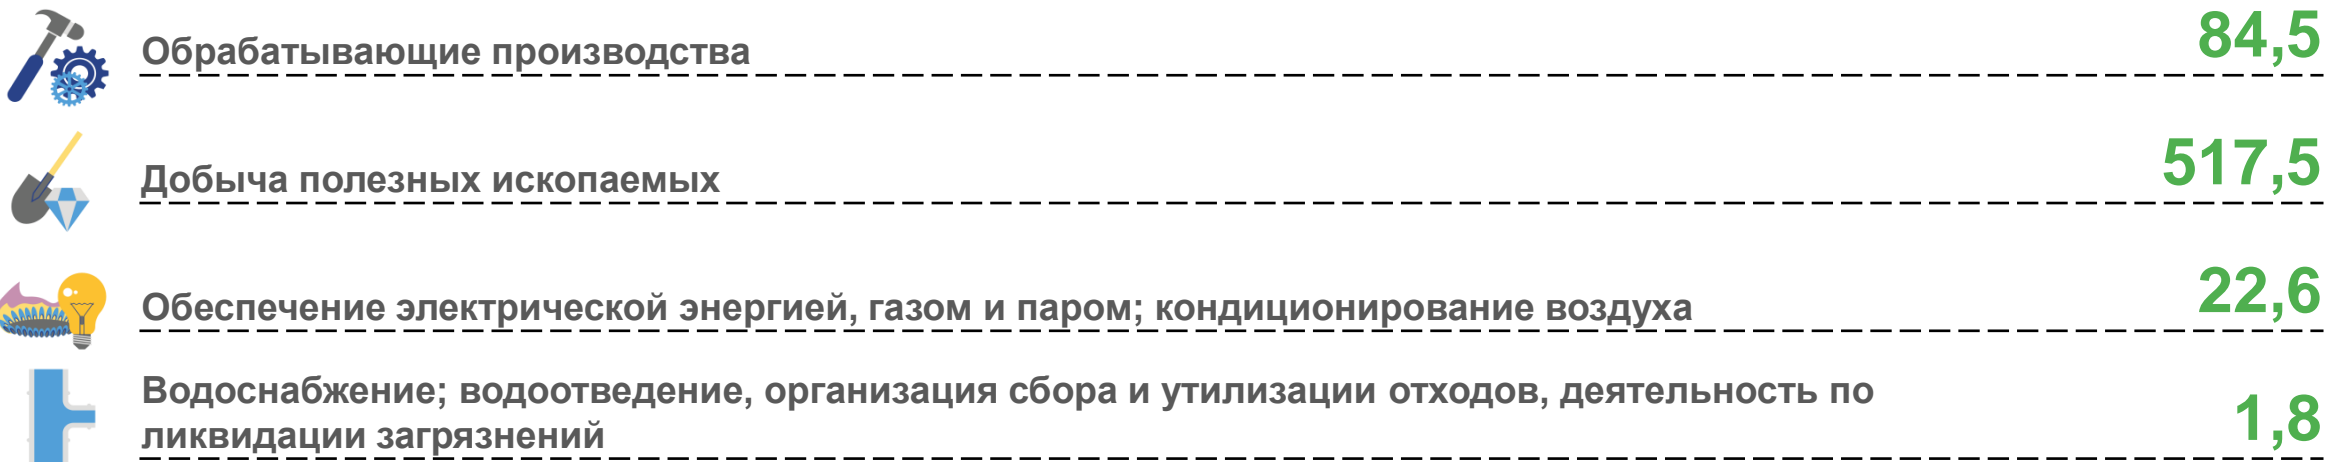 Обрабатывающие производства 84,5
Добыча полезных ископаемых 517,5
Обеспечение электрической энергией, газом и паром; кондиционирование воздуха 22,6
Водоснабжение; водоотведение, организация сбора и утилизации отходов, деятельность по
ликвидации загрязнений 1,8